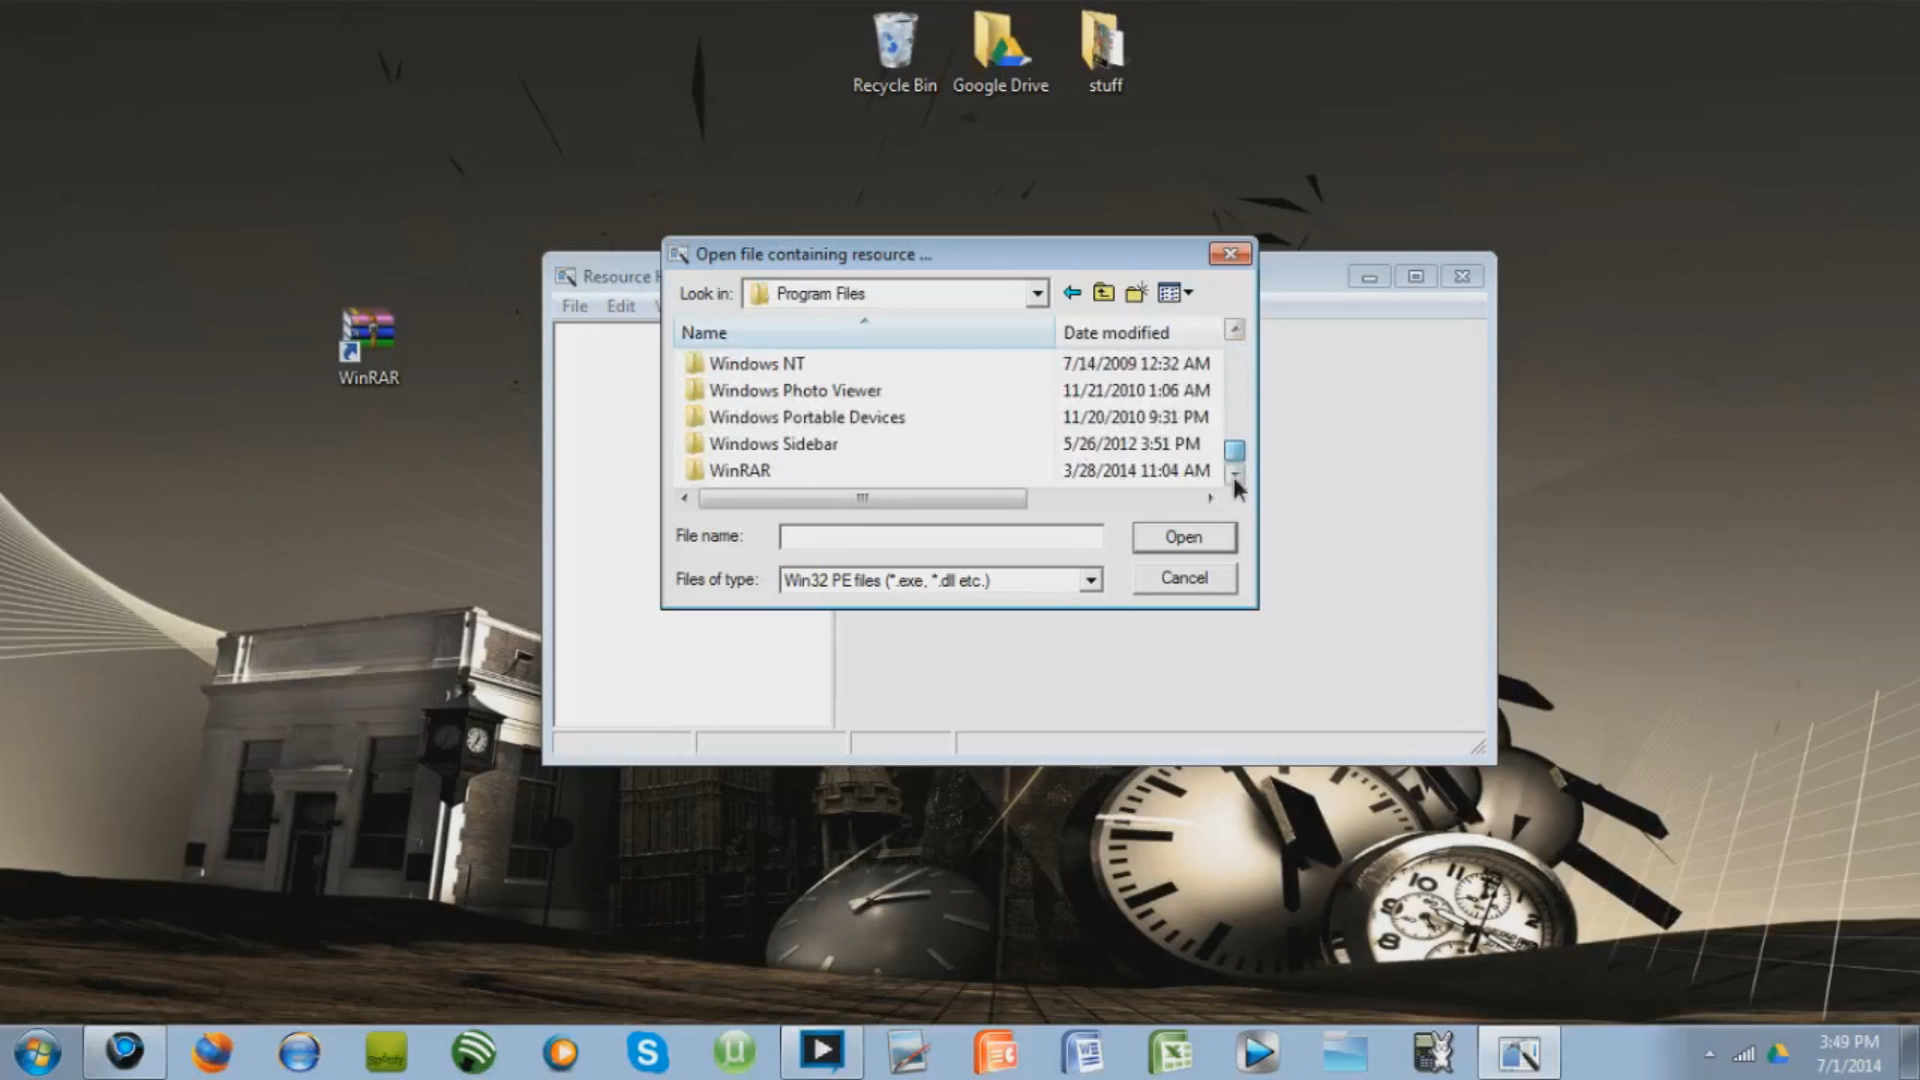 Recycle Bin
Google Drive
stuff
WinRAR
Resource H
File Edit
Open file containing resource ...
Look in: Program Files
Name Date modified
Windows NT 7/14/2009 12:32 AM
Windows Photo Viewer 11/21/2010 1:06 AM
Windows Portable Devices 11/20/2010 9:31 PM
Windows Sidebar 5/26/2012 3:51 PM
WinRAR 3/28/2014 11:04 AM
File name: Open
Files of type: Win32 PE files (*.exe, *.dll etc.) Cancel
10
11
12
3:49 PM
7/1/2014